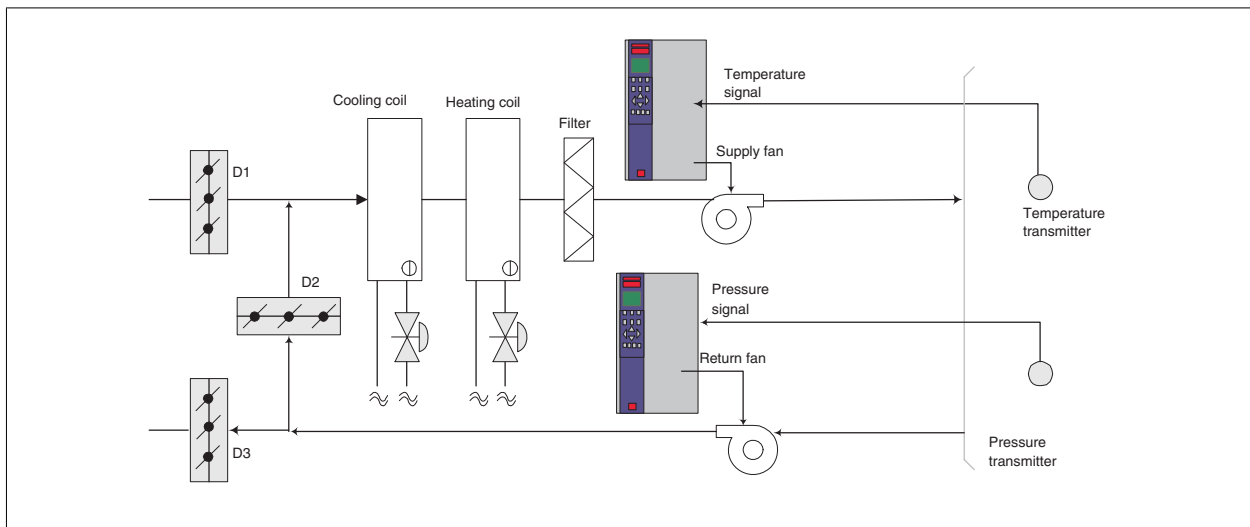 Temperature
signal
Cooling coil
Heating coil
Filter
Supply fan
D1
Temperature
transmitter
D2
Pressure
signal
Return fan
D3
Pressure
transmitter